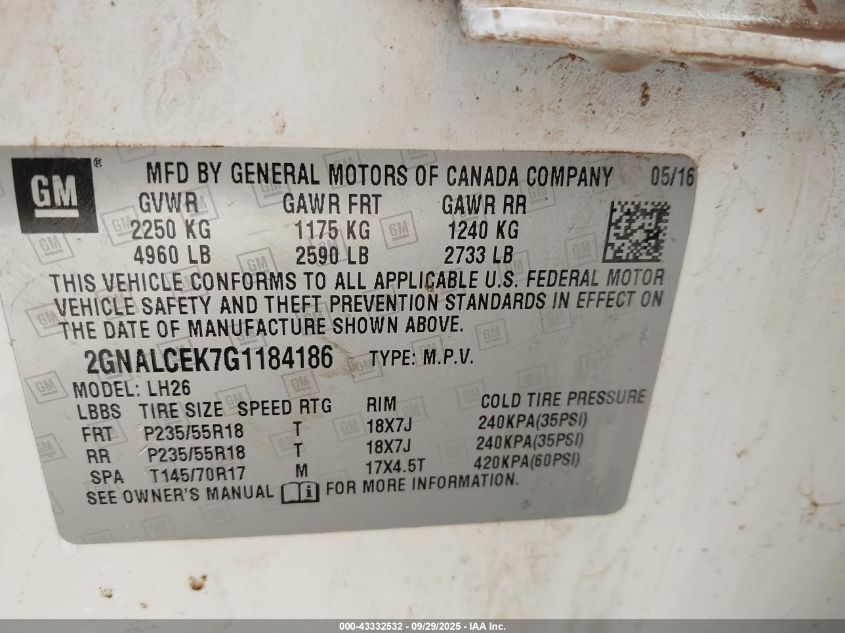 GM ® MFD BY GENERAL MOTORS OF CANADA COMPANY 05/16
GVWR GAWR FRT GAWR RR
2250 KG 1175 KG 1240 KG
4960 LB 2590 LB 2733 LB
THIS VEHICLE CONFORMS TO ALL APPLICABLE U.S. FEDERAL MOTOR
VEHICLE SAFETY AND THEFT PREVENTION STANDARDS IN EFFECT ON
THE DATE OF MANUFACTURE SHOWN ABOVE.
2GNALCEK7G1184186 TYPE: M.P.V.
MODEL: LH26
LBBS TIRE SIZE SPEED RTG RIM COLD TIRE PRESSURE
FRT P235/55R18 T 18X7J 240KPA(35PSI)
RR P235/55R18 T 18X7J 240KPA(35PSI)
SPA T145/70R17 M 17X4.5T 420KPA(60PSI)
SEE OWNER'S MANUAL i FOR MORE INFORMATION.
000-43332532 - 09/29/2025 - IAA Inc.